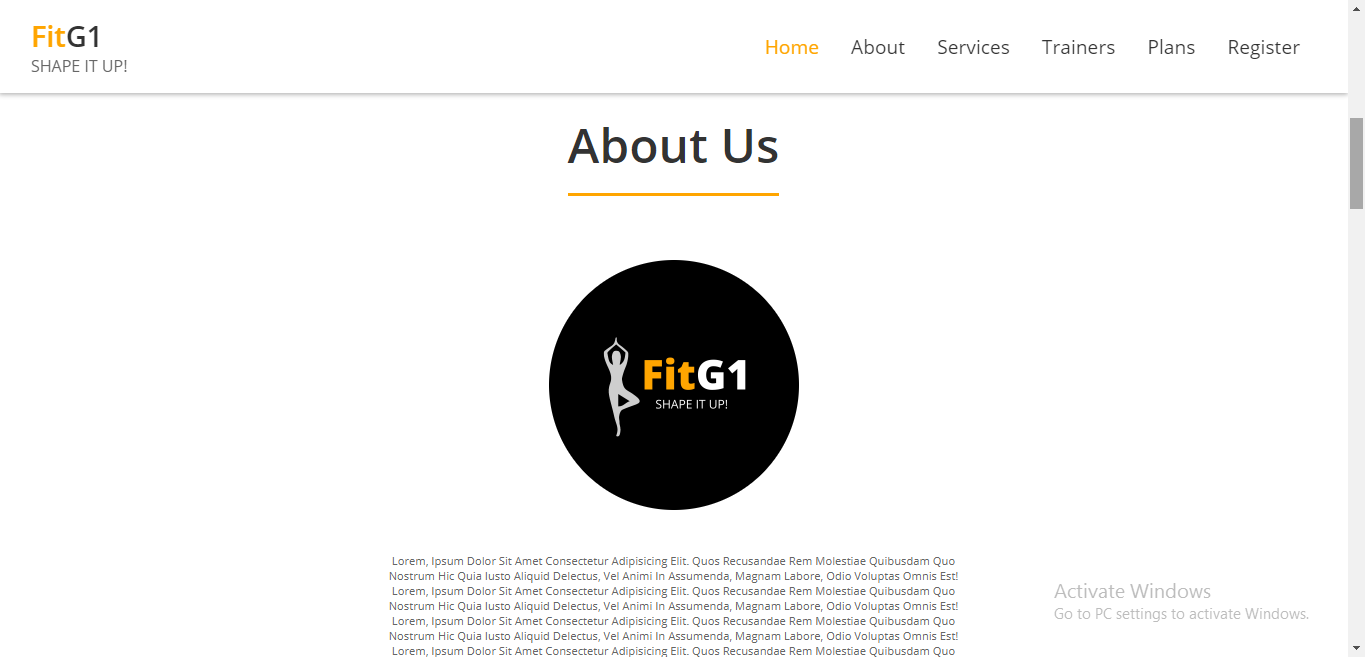 FitG1
SHAPE IT UP!
Home About Services Trainers Plans Register
About Us
FitG1
SHAPE IT UP!
Lorem, Ipsum Dolor Sit Amet Consectetur Adipisicing Elit. Quos Recusandae Rem Molestiae Quibusdam Quo
Nostrum Hic Quia Iusto Aliquid Delectus, Vel Animi In Assumenda, Magnam Labore, Odio Voluptas Omnis Est!
Lorem, Ipsum Dolor Sit Amet Consectetur Adipisicing Elit. Quos Recusandae Rem Molestiae Quibusdam Quo
Nostrum Hic Quia Iusto Aliquid Delectus, Vel Animi In Assumenda, Magnam Labore, Odio Voluptas Omnis Est!
Lorem, Ipsum Dolor Sit Amet Consectetur Adipisicing Elit. Quos Recusandae Rem Molestiae Quibusdam Quo
Nostrum Hic Quia Iusto Aliquid Delectus, Vel Animi In Assumenda, Magnam Labore, Odio Voluptas Omnis Est!
Lorem, Ipsum Dolor Sit Amet Consectetur Adipisicing Elit. Quos Recusandae Rem Molestiae Quibusdam Quo
Activate Windows
Go to PC settings to activate Windows.